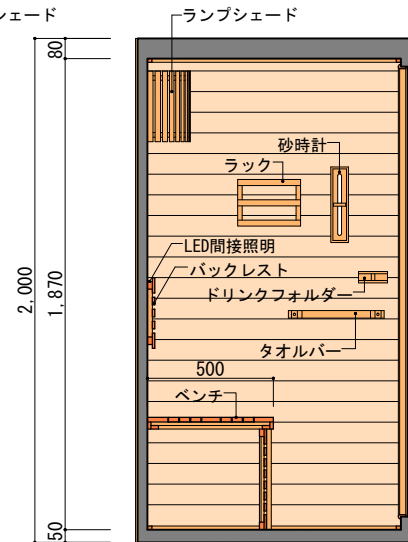 シェード
ランプシェード
80
砂時計
ラック
LED間接照明
バックレスト
2,000
1,870
ドリンクフォルダー
タオルバー
500
ベンチ
50